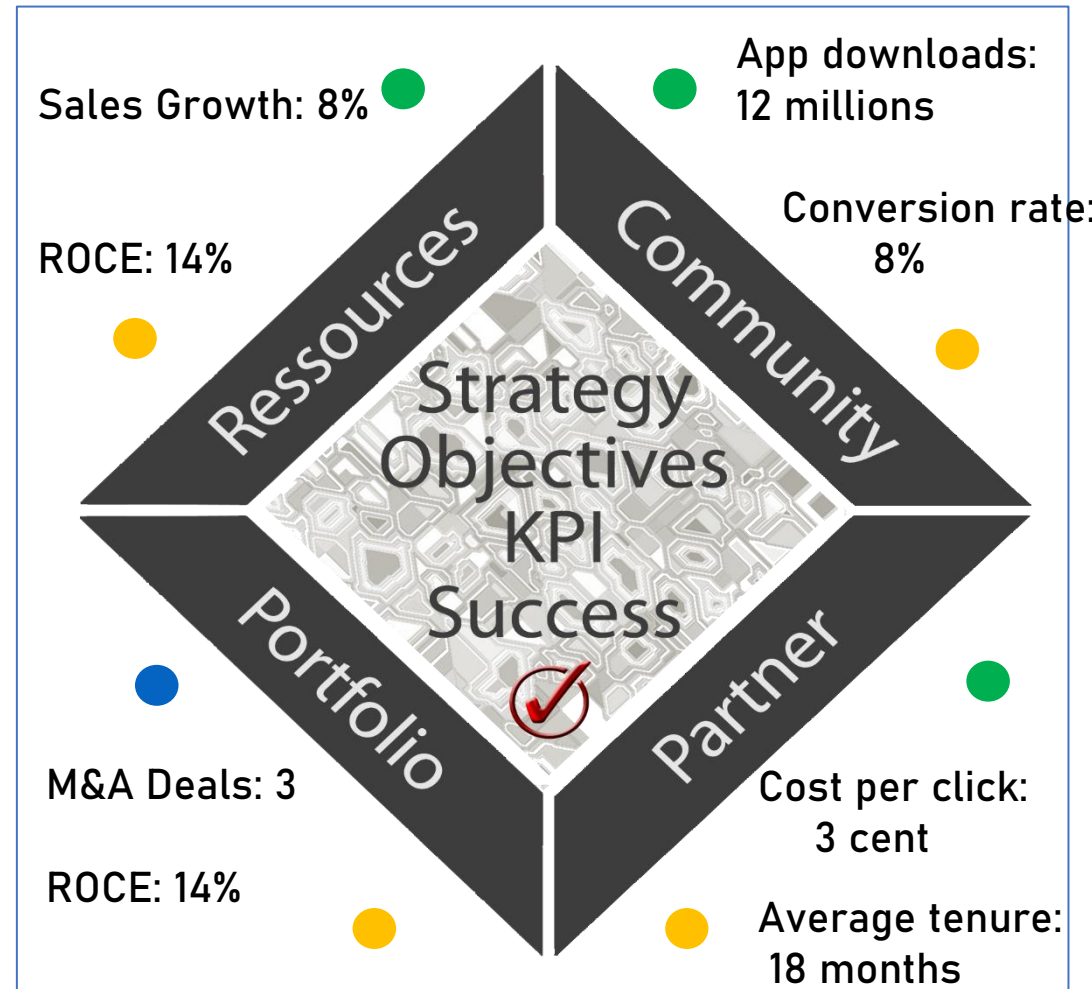 Sales Growth: 8%
App downloads:
12 millions
ROCE: 14%
Conversion rate:
8%
Ressources
Community
Strategy
Objectives
KPI
Success
Portfolio
Partner
M&A Deals: 3
Cost per click:
3 cent
ROCE: 14%
Average tenure:
18 months